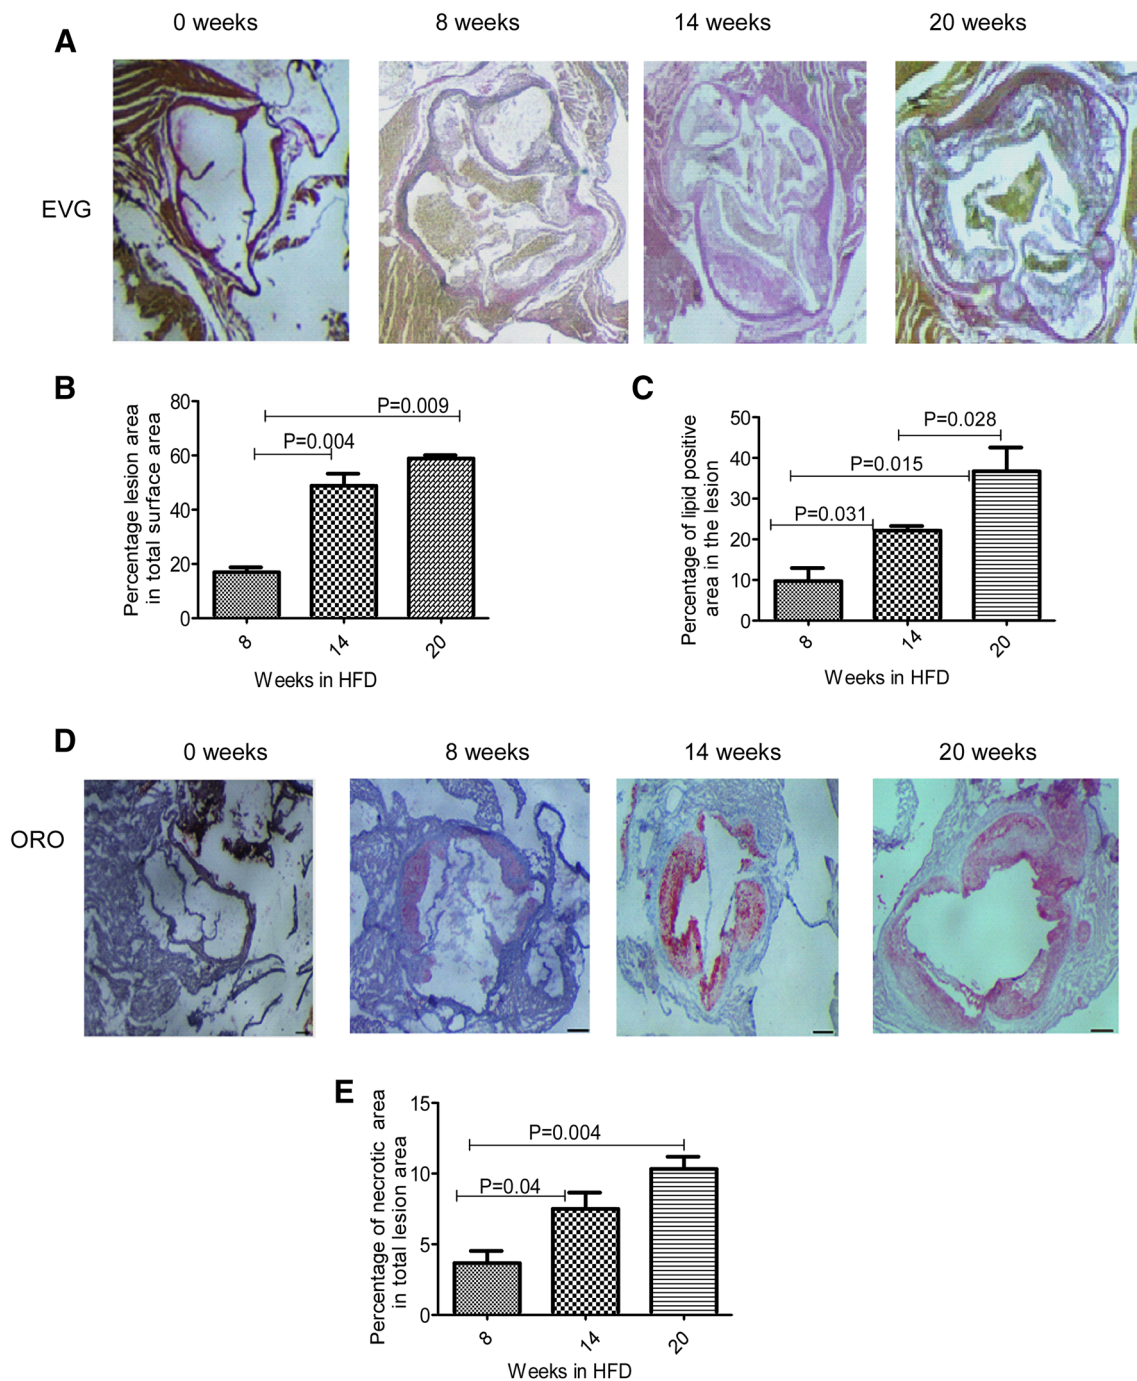 A
0 weeks
8 weeks
14 weeks
20 weeks
EVG
B
Percentage lesion area
in total surface area
80
60
40
20
0
P=0.009
P=0.004
8
14
20
Weeks in HFD
C
Percentage of lipid positive
area in the lesion
50
40
30
20
10
0
P=0.028
P=0.015
P=0.031
8
14
20
Weeks in HFD
D
0 weeks
8 weeks
14 weeks
20 weeks
ORO
E
Percentage of necrotic area
in total lesion area
15
10
5
0
P=0.004
P=0.04
8
14
20
Weeks in HFD